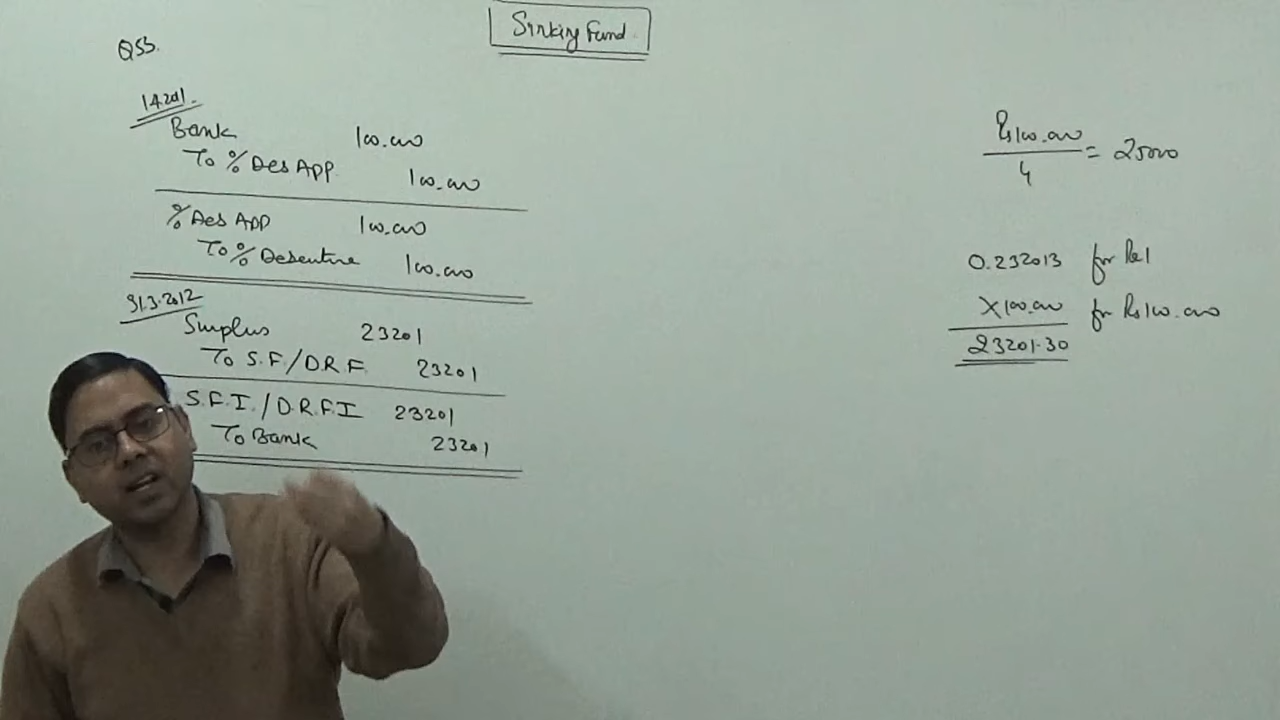 Sinking Fund
Q53.
1.4.2011.
Bank 100.000
To % Deb App 100.000
% Deb App 100.000
To % Debenture 100.000
31.3.2012
Surplus 23201
To S.F./D.R.F. 23201
S.F.I./D.R.F.I 23201
To Bank 23201
Rs100.000
4
= 25000
0.232013 for Re1
X100.000 for Rs100.000
23201.30